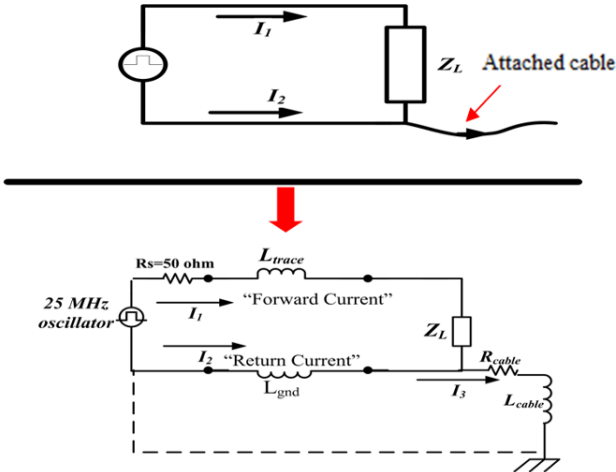 I1
ZL
Attached cable
I2
Rs=50 ohm
Ltrace
25 MHz
oscillator
I1
“Forward Current”
ZL
I2
“Return Current”
Lgnd
Rcable
I3
Lcable